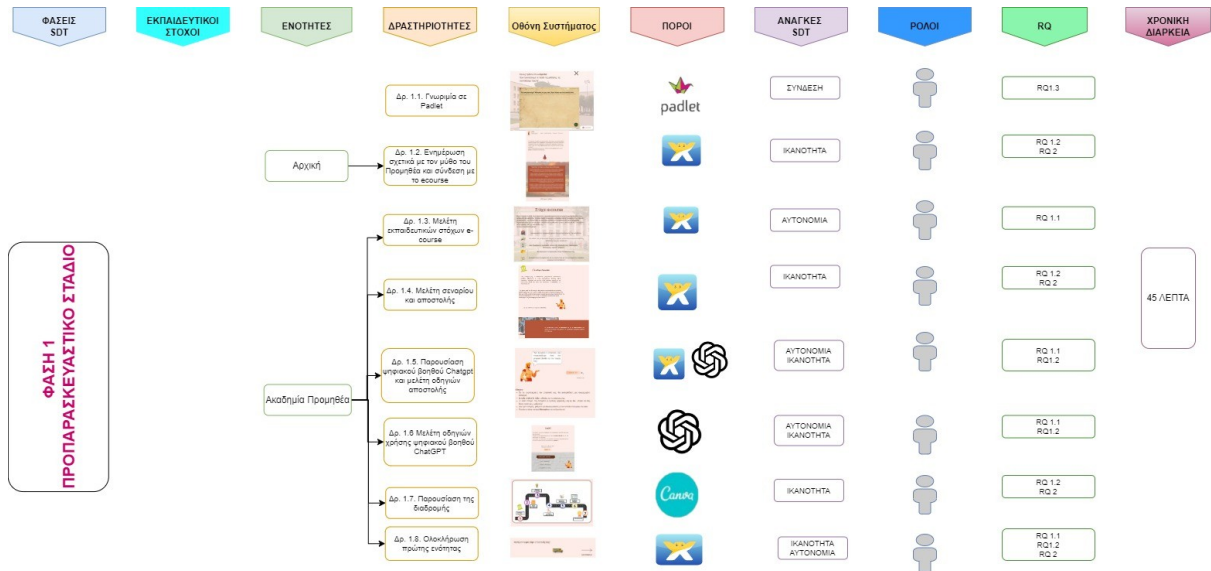 ΦΑΣΕΙΣ
SDT
ΕΚΠΑΙΔΕΥΤΙΚΟΙ
ΣΤΟΧΟΙ
ΕΝΟΤΗΤΕΣ
ΔΡΑΣΤΗΡΙΟΤΗΤΕΣ
Οθόνη Συστήματος
ΠΟΡΟΙ
ΑΝΑΓΚΕΣ
SDT
ΡΟΛΟΙ
RQ
ΧΡΟΝΙΚΗ
ΔΙΑΡΚΕΙΑ
ΦΑΣΗ 1
ΠΡΟΠΑΡΑΣΚΕΥΑΣΤΙΚΟ ΣΤΑΔΙΟ
Δρ. 1.1. Γνωριμία σε
Padlet
padlet
ΣΥΝΔΕΣΗ
RQ1.3
Αρχική
Δρ. 1.2. Ενημέρωση
σχετικά με τον μύθο του
Προμηθέα και σύνδεση με
το ecourse
ΙΚΑΝΟΤΗΤΑ
RQ 1.2
RQ 2
Δρ. 1.3. Μελέτη
εκπαιδευτικών στόχων e-
course
ΑΥΤΟΝΟΜΙΑ
RQ 1.1
Δρ. 1.4. Μελέτη σεναρίου
και αποστολής
ΙΚΑΝΟΤΗΤΑ
RQ 1.2
RQ 2
45 ΛΕΠΤΑ
Δρ. 1.5. Παρουσίαση
ψηφιακού βοηθού Chatgpt
και μελέτη οδηγιών
αποστολής
ΑΥΤΟΝΟΜΙΑ
ΙΚΑΝΟΤΗΤΑ
RQ 1.1
RQ1.2
Ακαδημία Προμηθέα
Δρ. 1.6 Μελέτη οδηγιών
χρήσης ψηφιακού βοηθού
ChatGPT
ΑΥΤΟΝΟΜΙΑ
ΙΚΑΝΟΤΗΤΑ
RQ 1.1
RQ1.2
Δρ. 1.7. Παρουσίαση της
διαδρομής
Canva
ΙΚΑΝΟΤΗΤΑ
RQ 1.2
RQ 2
Δρ. 1.8. Ολοκλήρωση
πρώτης ενότητας
ΙΚΑΝΟΤΗΤΑ
ΑΥΤΟΝΟΜΙΑ
RQ 1.1
RQ1.2
RQ 2